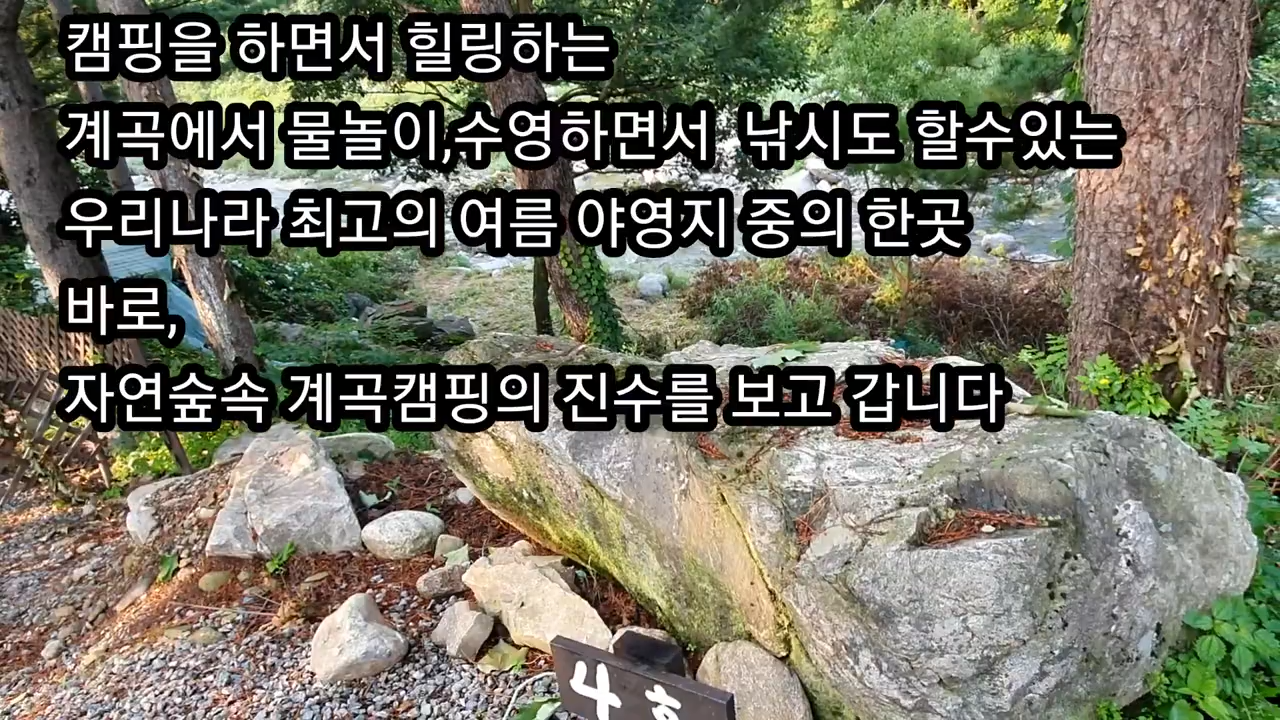 캠핑을 하면서 힐링하는
계곡에서 물놀이,수영하면서 낚시도 할수있는
우리나라 최고의 여름 야영지 중의 한곳
바로,
자연숲속 계곡캠핑의 진수를 보고 갑니다
4호